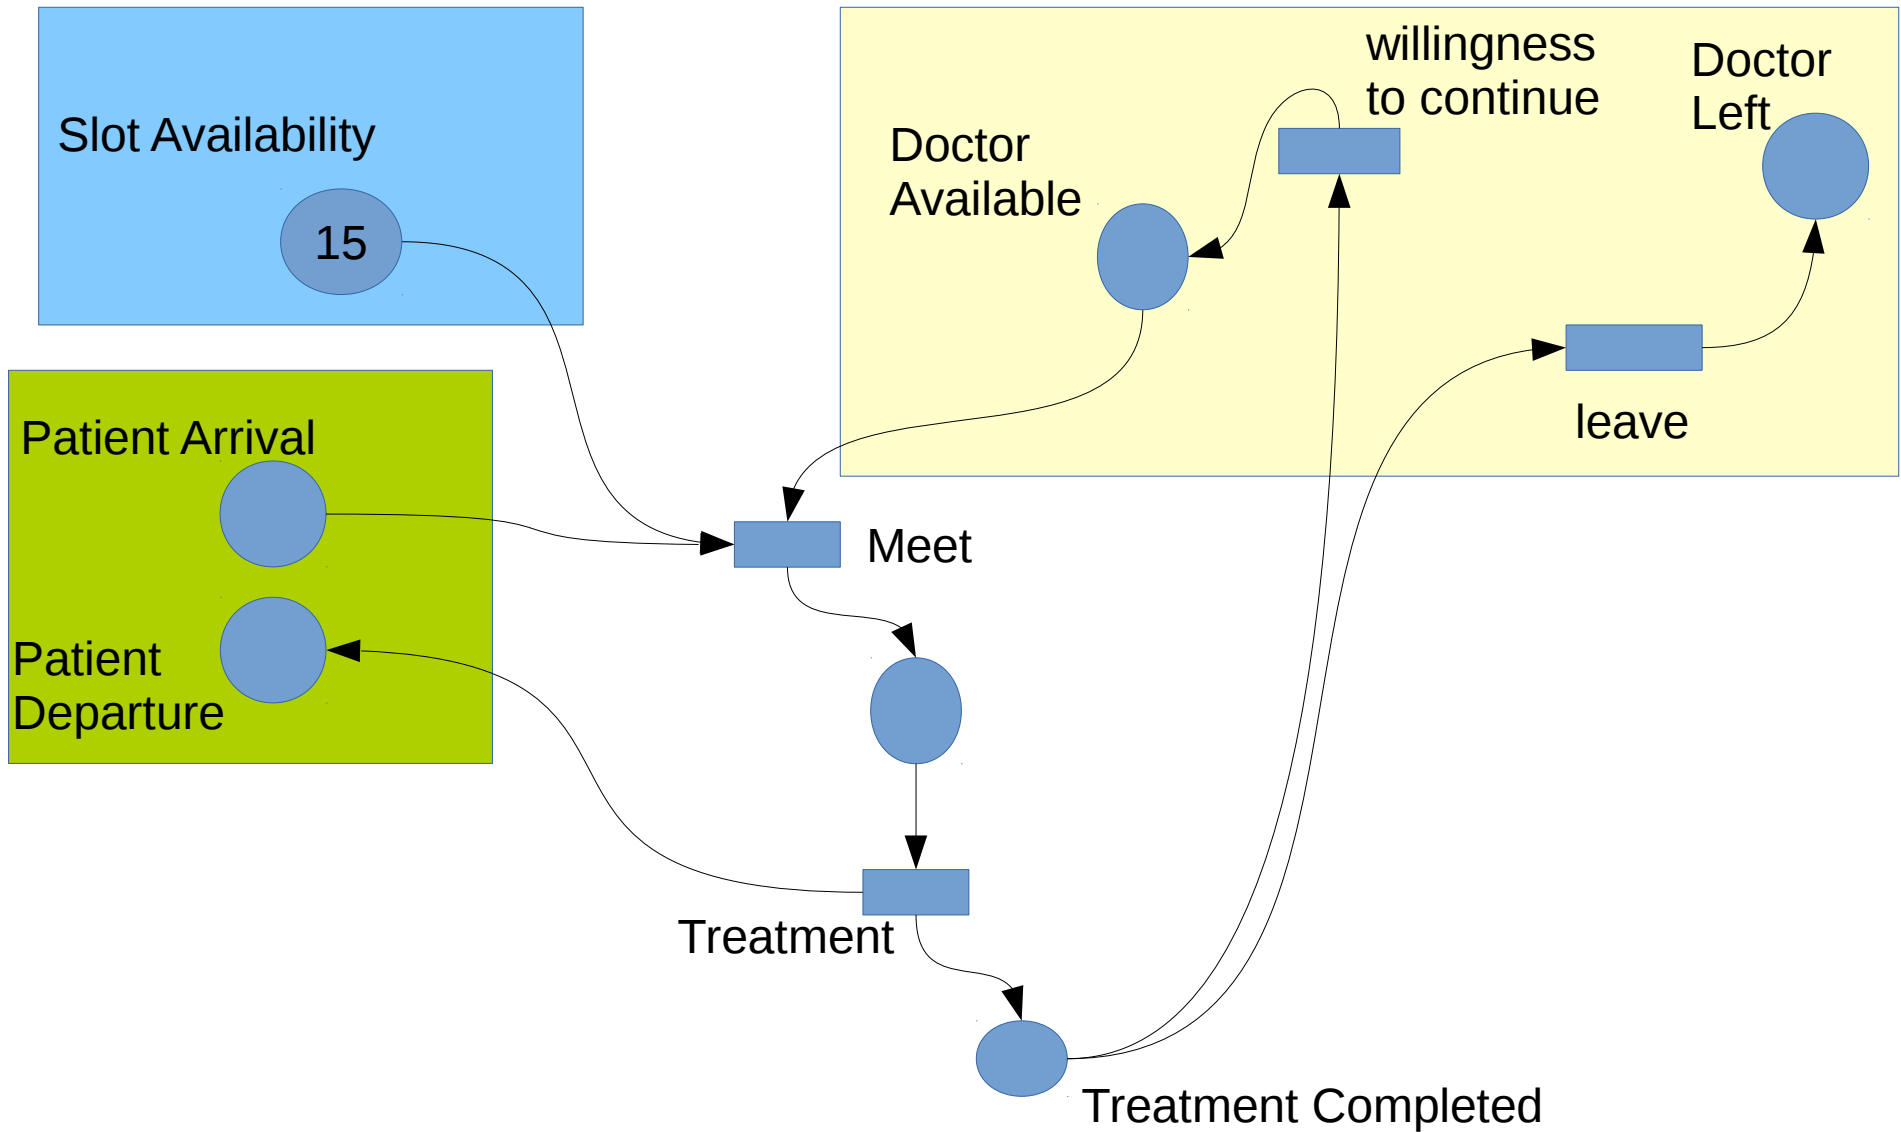 Slot Availability
15
willingness
to continue
Doctor
Left
Doctor
Available
leave
Patient Arrival
Meet
Patient
Departure
Treatment
Treatment Completed